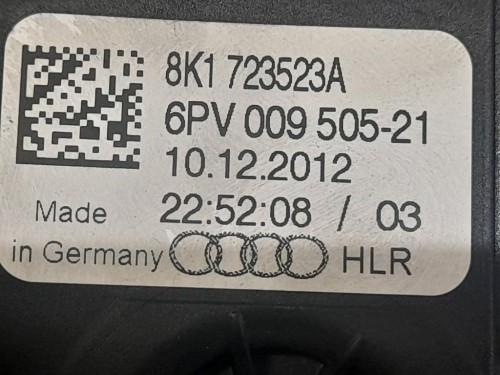 8K1 723523A
6PV 009 505-21
10.12.2012
Made 22:52:08 / 03
in Germany HLR